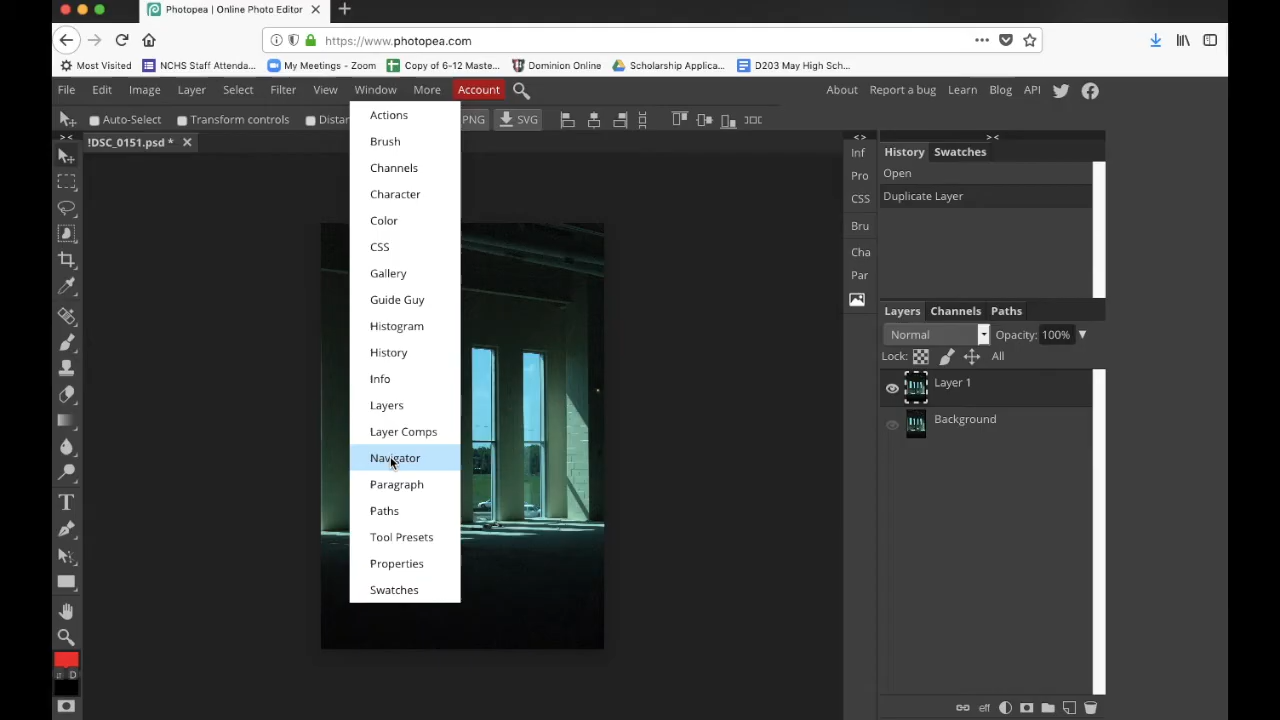 Photopea | Online Photo Editor
https://www.photopea.com
Most Visited NCHS Staff Attenda... My Meetings - Zoom Copy of 6-12 Maste... Dominion Online Scholarship Applica... D203 May High Sch...
File Edit Image Layer Select Filter View Window More Account About Report a bug Learn Blog API
Auto-Select Transform controls Distan PNG SVG
!DSC_0151.psd *
Actions
Brush
Channels
Character
Color
CSS
Gallery
Guide Guy
Histogram
History
Info
Layers
Layer Comps
Navigator
Paragraph
Paths
Tool Presets
Properties
Swatches
Inf
Pro
CSS
Bru
Cha
Par
History Swatches
Open
Duplicate Layer
Layers Channels Paths
Normal Opacity: 100%
Lock: All
Layer 1
Background
D
eff